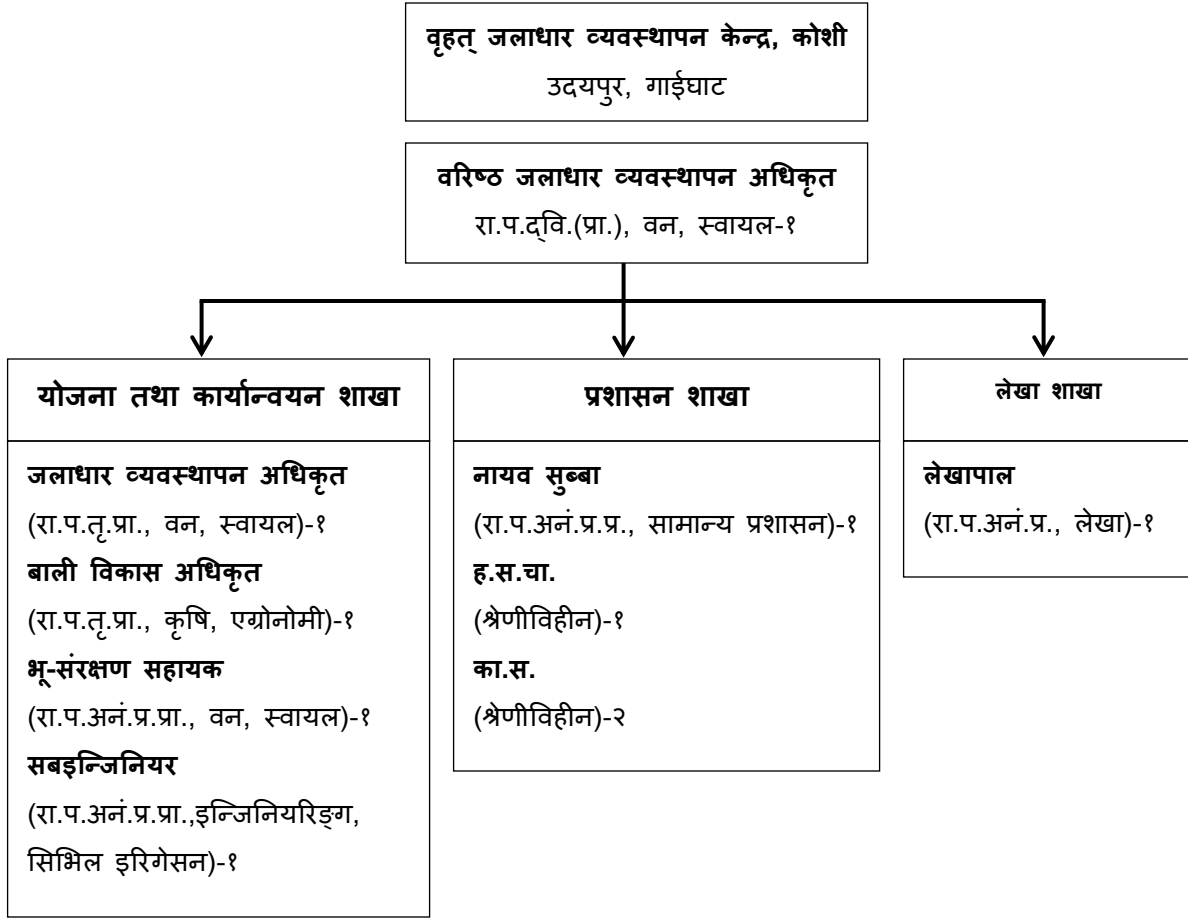 वृहत् जलाधार व्यवस्थापन केन्द्र, कोशी
उदयपुर, गाईघाट
वरिष्ठ जलाधार व्यवस्थापन अधिकृत
रा.प.द्वि.(प्रा.), वन, स्वायल-१
योजना तथा कार्यान्वयन शाखा
जलाधार व्यवस्थापन अधिकृत
(रा.प.तृ.प्रा., वन, स्वायल)-१
बाली विकास अधिकृत
(रा.प.तृ.प्रा., कृषि, एग्रोनोमी)-१
भू-संरक्षण सहायक
(रा.प.अनं.प्र.प्रा., वन, स्वायल)-१
सबइन्जिनियर
(रा.प.अनं.प्र.प्रा.,इन्जिनियरिङ्ग,
सिभिल इरिगेसन)-१
प्रशासन शाखा
नायव सुब्बा
(रा.प.अनं.प्र.प्र., सामान्य प्रशासन)-१
ह.स.चा.
(श्रेणीविहीन)-१
का.स.
(श्रेणीविहीन)-२
लेखा शाखा
लेखापाल
(रा.प.अनं.प्र., लेखा)-१